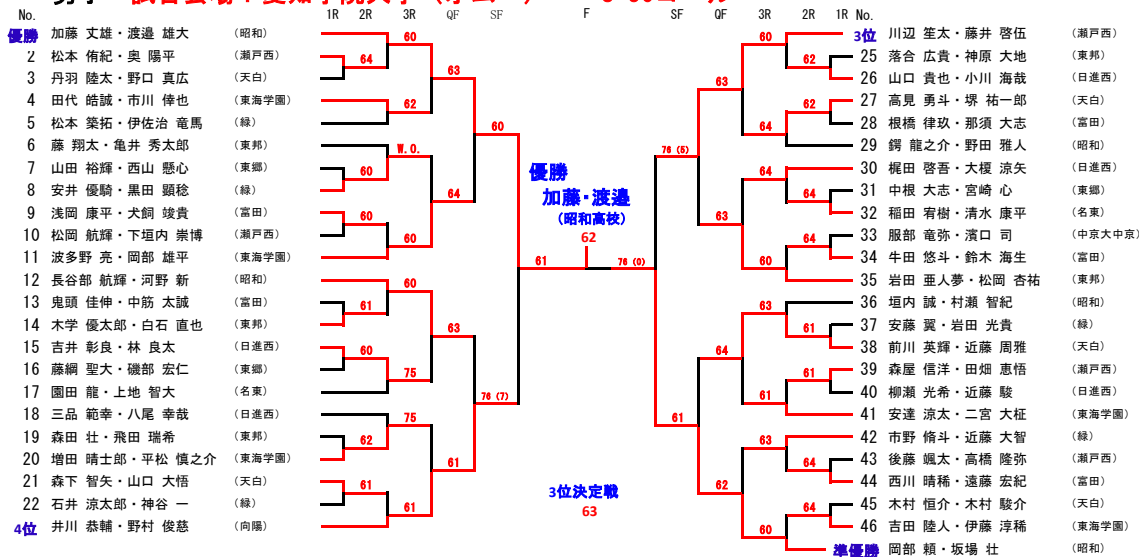 No. 1R 2R 3R QF SF F SF QF 3R 2R 1R No.
優勝 加藤 丈雄・渡邉 雄大 (昭和)
2 松本 侑紀・奥 陽平 (瀬戸西)
3 丹羽 陸太・野口 真広 (天白)
4 田代 皓誠・市川 倖也 (東海学園)
5 松本 築拓・伊佐治 竜馬 (緑)
6 藤 翔太・亀井 秀太郎 (東邦)
7 山田 裕輝・西山 懸心 (東郷)
8 安井 優騎・黒田 顕稔 (緑)
9 浅岡 康平・犬飼 竣貴 (富田)
10 松岡 航輝・下垣内 崇博 (瀬戸西)
11 波多野 亮・岡部 雄平 (東海学園)
12 長谷部 航輝・河野 新 (昭和)
13 鬼頭 佳伸・中筋 太誠 (富田)
14 木学 優太郎・白石 直也 (東邦)
15 吉井 彰良・林 良太 (日進西)
16 藤綱 聖大・磯部 宏仁 (東郷)
17 園田 龍・上地 智大 (名東)
18 三品 範幸・八尾 幸哉 (日進西)
19 森田 壮・飛田 瑞希 (東邦)
20 増田 晴士郎・平松 慎之介 (東海学園)
21 森下 智矢・山口 大悟 (天白)
22 石井 涼太郎・神谷 一 (緑)
4位 井川 恭輔・野村 俊慈 (向陽)
64
60
60
61
60
62
61
60
62
W.O.
60
60
75
75
61
63
64
63
61
60
76 (7)
61
優勝
加藤・渡邉
(昭和高校)
62
3位決定戦
63
76 (0)
76 (5)
61
63
63
64
62
60
64
64
60
63
61
63
60
62
64
64
61
61
64
64
3位 川辺 笙太・藤井 啓伍 (瀬戸西)
25 落合 広貴・神原 大地 (東邦)
26 山口 貴也・小川 海哉 (日進西)
27 高見 勇斗・堺 祐一郎 (天白)
28 根橋 律玖・那須 大志 (富田)
29 鍔 龍之介・野田 雅人 (昭和)
30 梶田 啓吾・大榎 涼矢 (日進西)
31 中根 大志・宮崎 心 (東郷)
32 稲田 宥樹・清水 康平 (名東)
33 服部 竜弥・濱口 司 (中京大中京)
34 牛田 悠斗・鈴木 海生 (富田)
35 岩田 亜人夢・松岡 杏祐 (東邦)
36 垣内 誠・村瀬 智紀 (昭和)
37 安藤 翼・岩田 光貴 (緑)
38 前川 英輝・近藤 周雅 (天白)
39 森屋 信洋・田畑 恵悟 (瀬戸西)
40 柳瀬 光希・近藤 駿 (日進西)
41 安達 涼太・二宮 大柾 (東海学園)
42 市野 脩斗・近藤 大智 (緑)
43 後藤 颯太・高橋 隆弥 (瀬戸西)
44 西川 晴稀・遠藤 宏紀 (富田)
45 木村 恒介・木村 駿介 (天白)
46 吉田 陸人・伊藤 淳稀 (東海学園)
準優勝 岡部 頼・坂場 壮 (昭和)